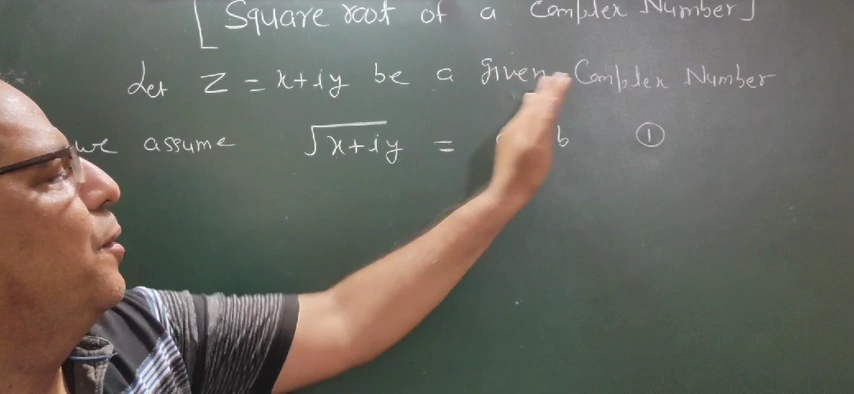 [Square root of a Complex Number]
Let Z = x+iy be a given Complex Number
we assume √x+iy = b ①